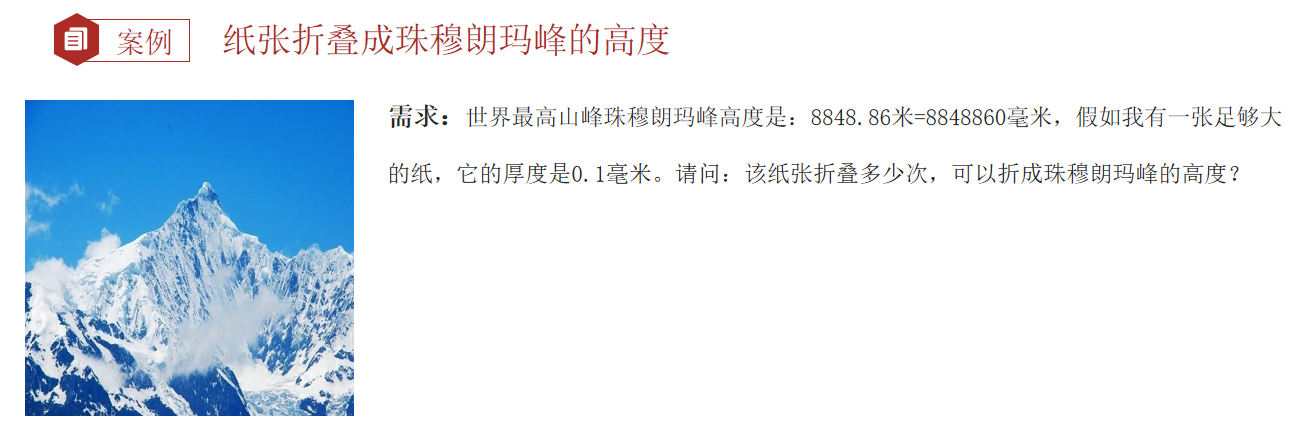 案例
纸张折叠成珠穆朗玛峰的高度
需求：世界最高山峰珠穆朗玛峰高度是：8848.86米=8848860毫米，假如我有一张足够大
的纸，它的厚度是0.1毫米。请问：该纸张折叠多少次，可以折成珠穆朗玛峰的高度？